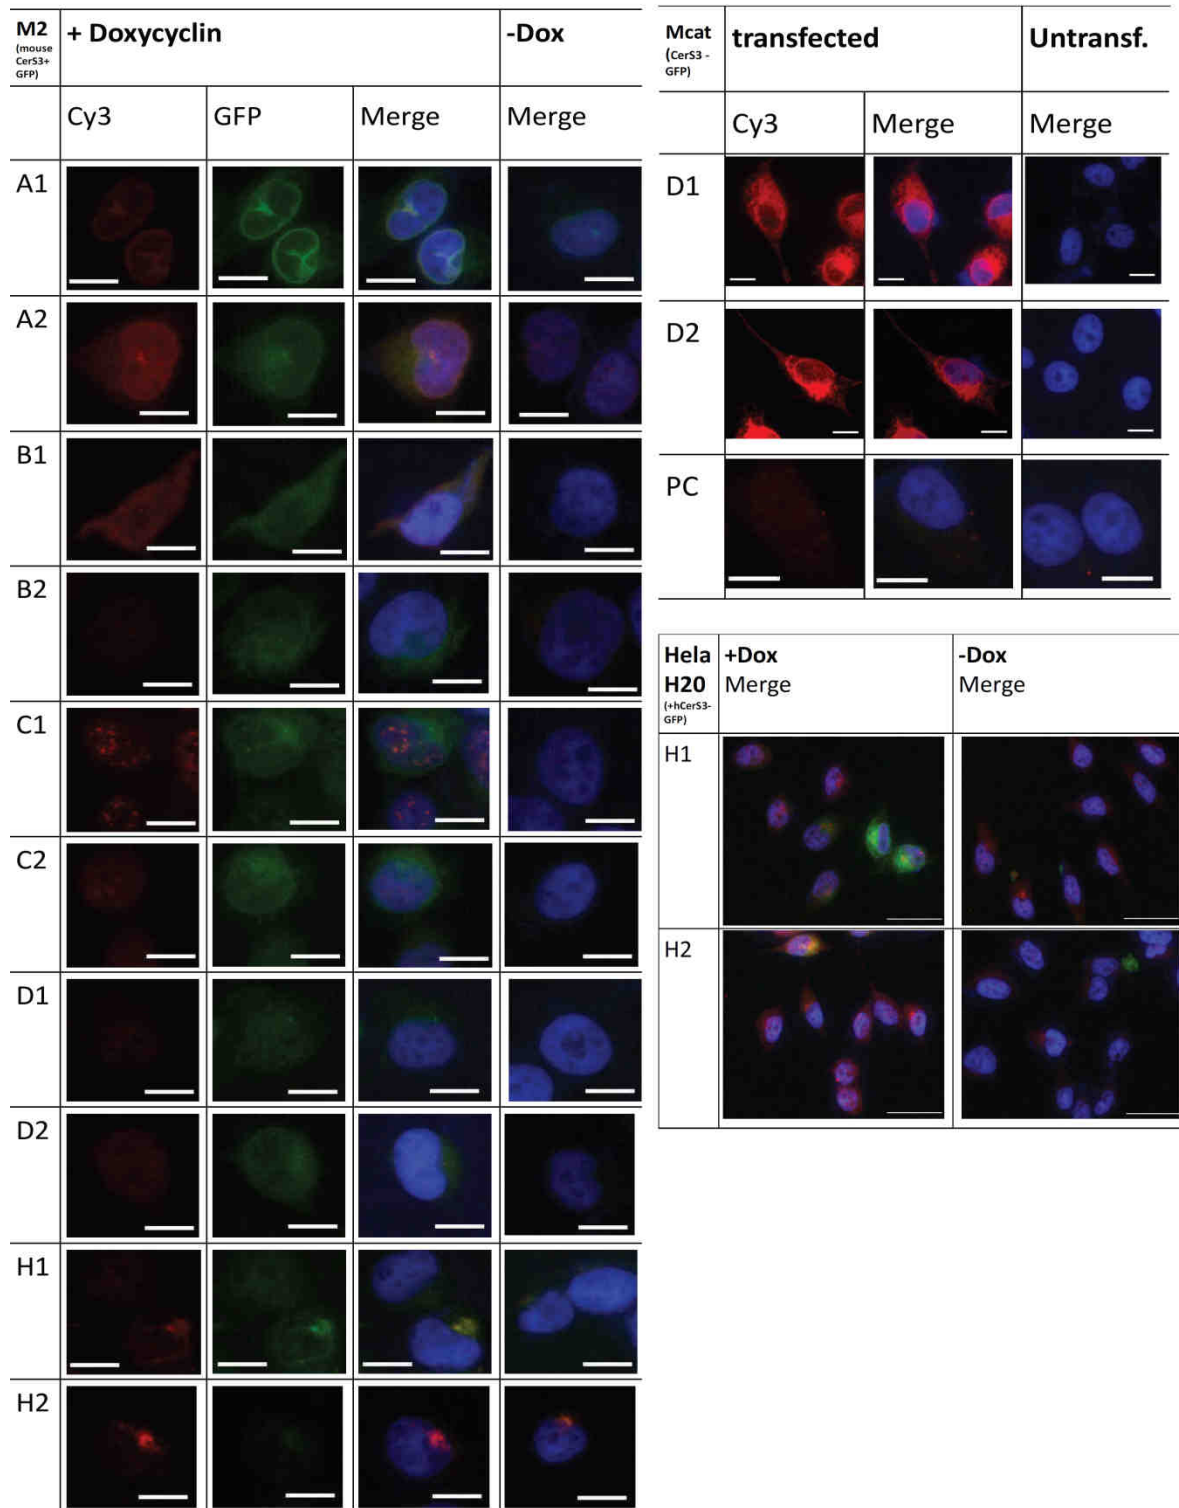 M2 + Doxycyclin -Dox
(mouse
CerS3+
GFP)
Cy3 GFP Merge Merge
A1
A2
B1
B2
C1
C2
D1
D2
H1
H2
Mcat transfected Untransf.
(CerS3 -
GFP)
Cy3 Merge Merge
D1
D2
PC
Hela +Dox -Dox
H20 Merge Merge
(+hCerS3-
GFP)
H1
H2